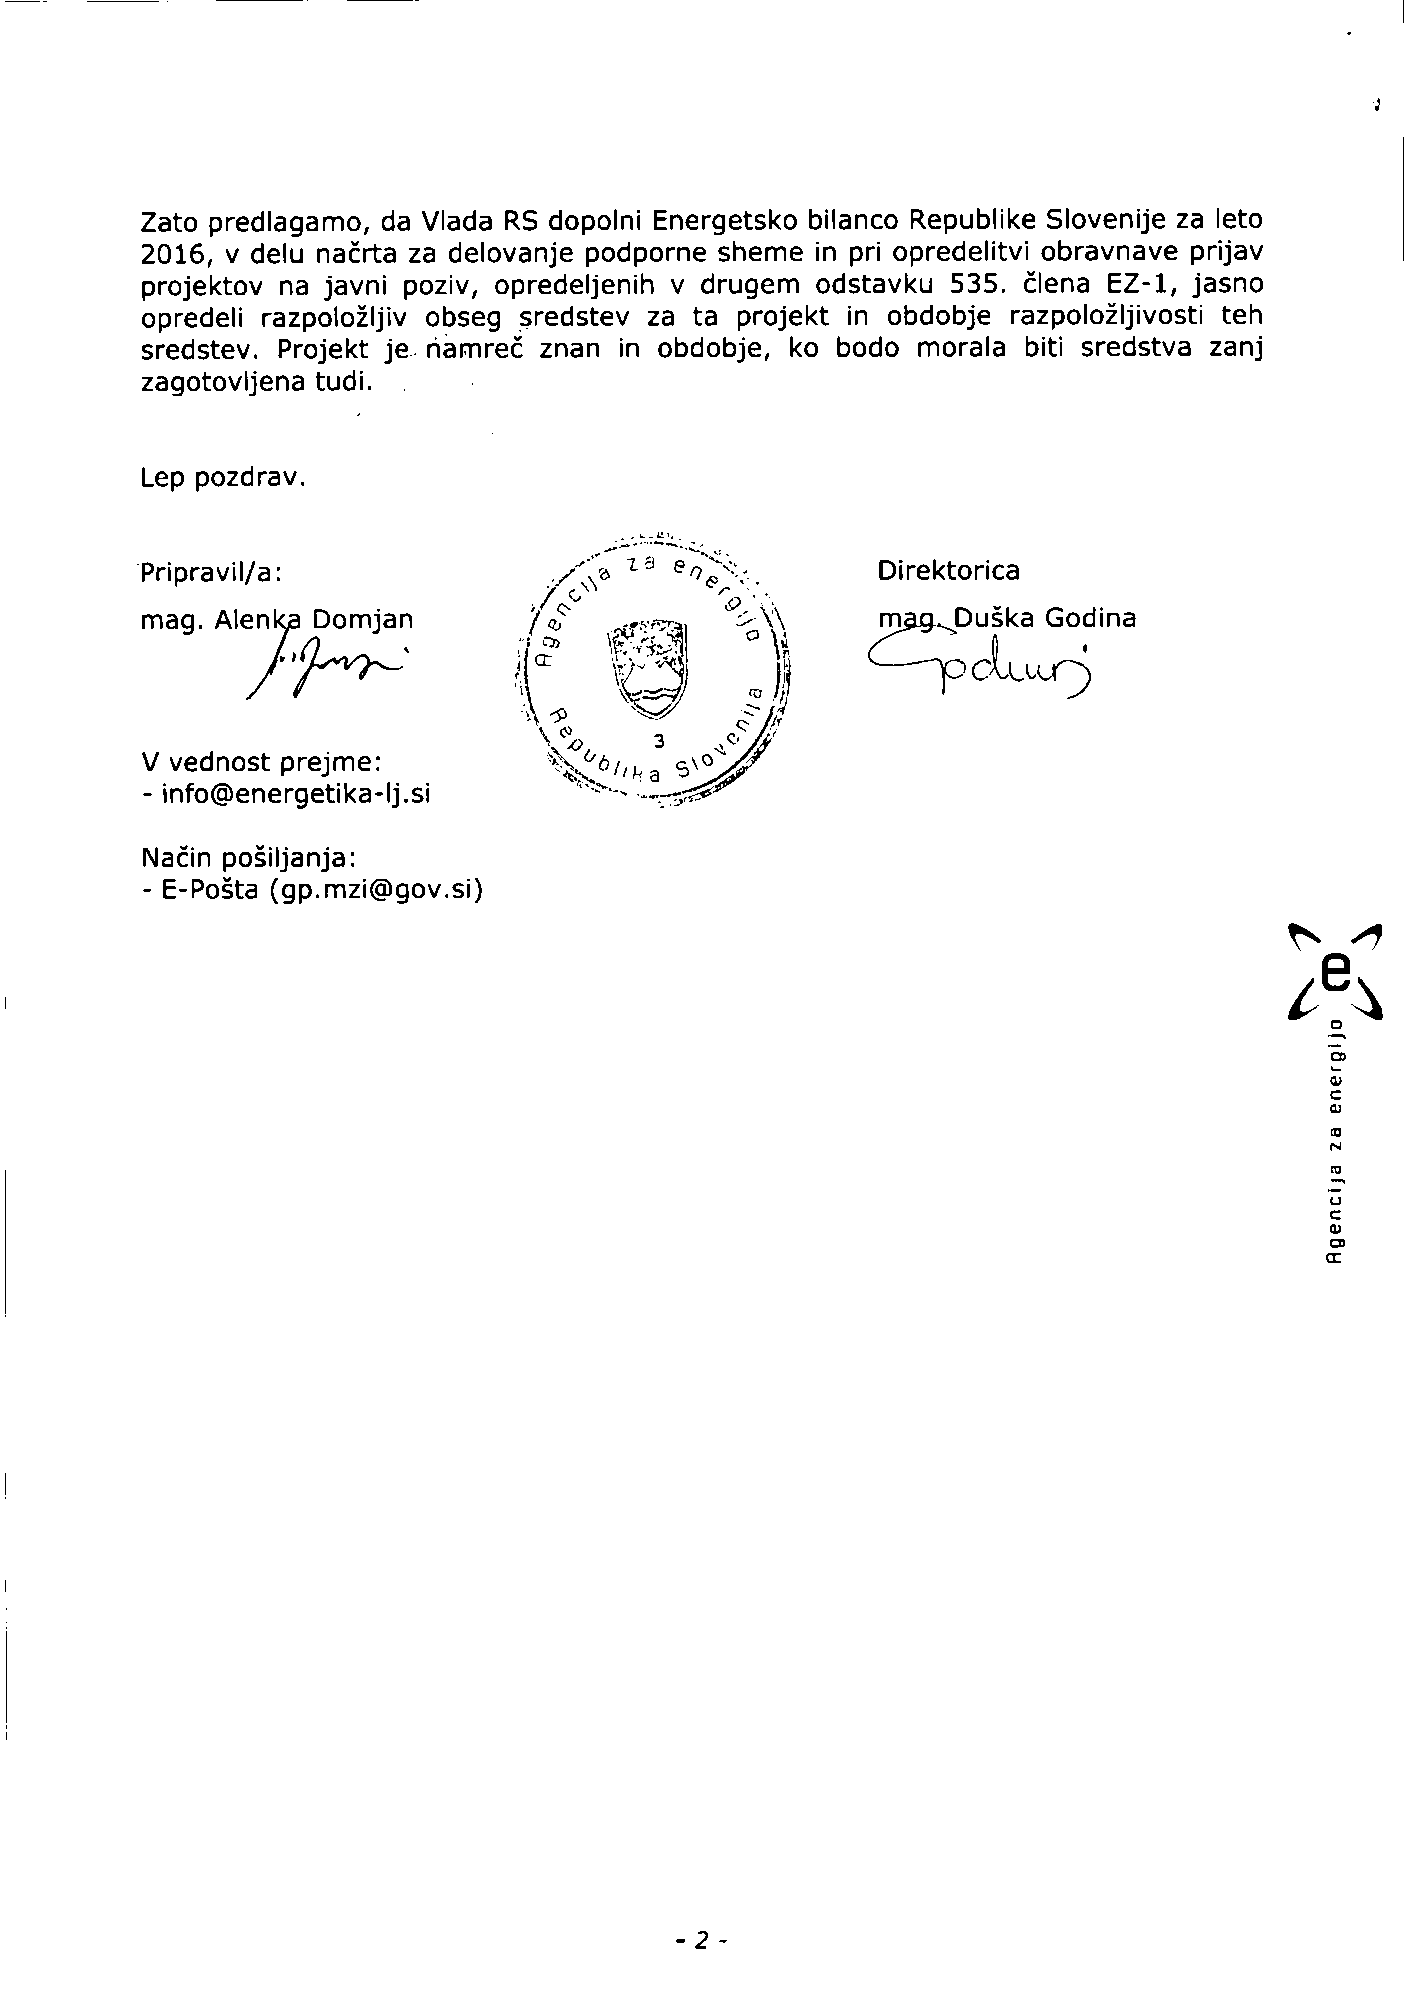 Zato predlagamo, da Vlada RS dopolni Energetsko bilanco Republike Slovenije za leto
2016, v delu načrta za delovanje podporne sheme in pri opredelitvi obravnave prijav
projektov na javni poziv, opredeljenih v drugem odstavku 535. člena EZ-1, jasno
opredeli razpoložljiv obseg sredstev za ta projekt in obdobje razpoložljivosti teh
sredstev. Projekt je namreč znan in obdobje, ko bodo morala biti sredstva zanj
zagotovljena tudi.
Lep pozdrav.
Pripravil/a:
mag. Alenka Domjan
Agencija za energijo
Republika Slovenija
3
Direktorica
mag. Duška Godina
Godina
V vednost prejme:
- info@energetika-lj.si
Način pošiljanja:
- E-Pošta (gp.mzi@gov.si)
e
Agencija za energijo
- 2 -